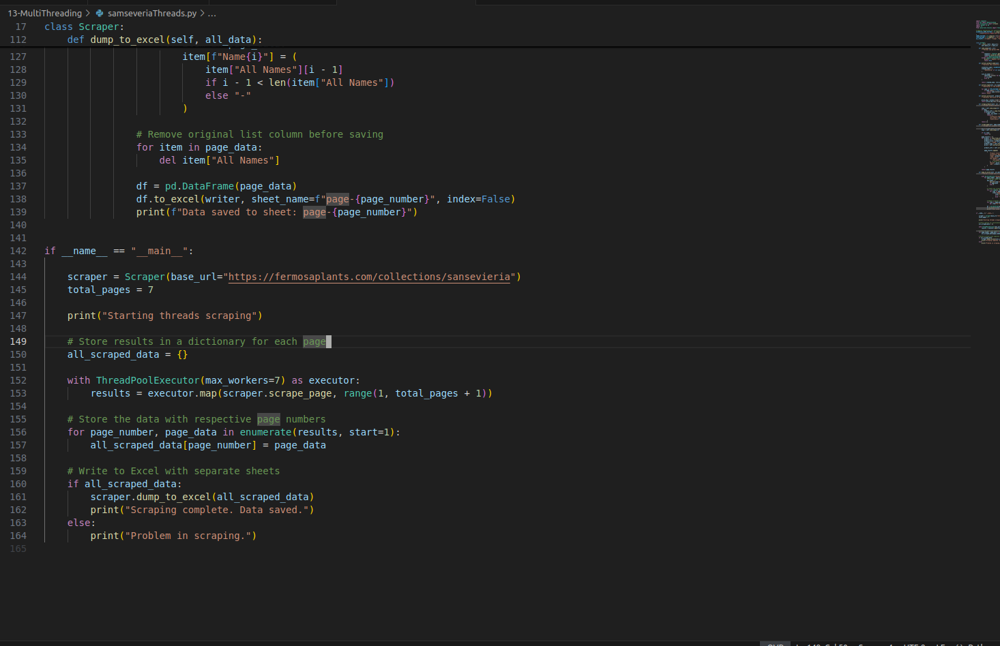 13-MultiThreading > samseveriaThreads.py > ...
17 class Scraper:
112     def dump_to_excel(self, all_data):
127                         item[f"Name{i}"] = (
128                             item["All Names"][i - 1]
129                             if i - 1 < len(item["All Names"])
130                             else "-"
131                         )
132
133                 # Remove original list column before saving
134                 for item in page_data:
135                     del item["All Names"]
136
137                 df = pd.DataFrame(page_data)
138                 df.to_excel(writer, sheet_name=f"page-{page_number}", index=False)
139                 print(f"Data saved to sheet: page-{page_number}")
140
141
142 if __name__ == "__main__":
143
144     scraper = Scraper(base_url="https://fermosaplants.com/collections/sansevieria")
145     total_pages = 7
146
147     print("Starting threads scraping")
148
149     # Store results in a dictionary for each page
150     all_scraped_data = {}
151
152     with ThreadPoolExecutor(max_workers=7) as executor:
153         results = executor.map(scraper.scrape_page, range(1, total_pages + 1))
154
155     # Store the data with respective page numbers
156     for page_number, page_data in enumerate(results, start=1):
157         all_scraped_data[page_number] = page_data
158
159     # Write to Excel with separate sheets
160     if all_scraped_data:
161         scraper.dump_to_excel(all_scraped_data)
162         print("Scraping complete. Data saved.")
163     else:
164         print("Problem in scraping.")
165